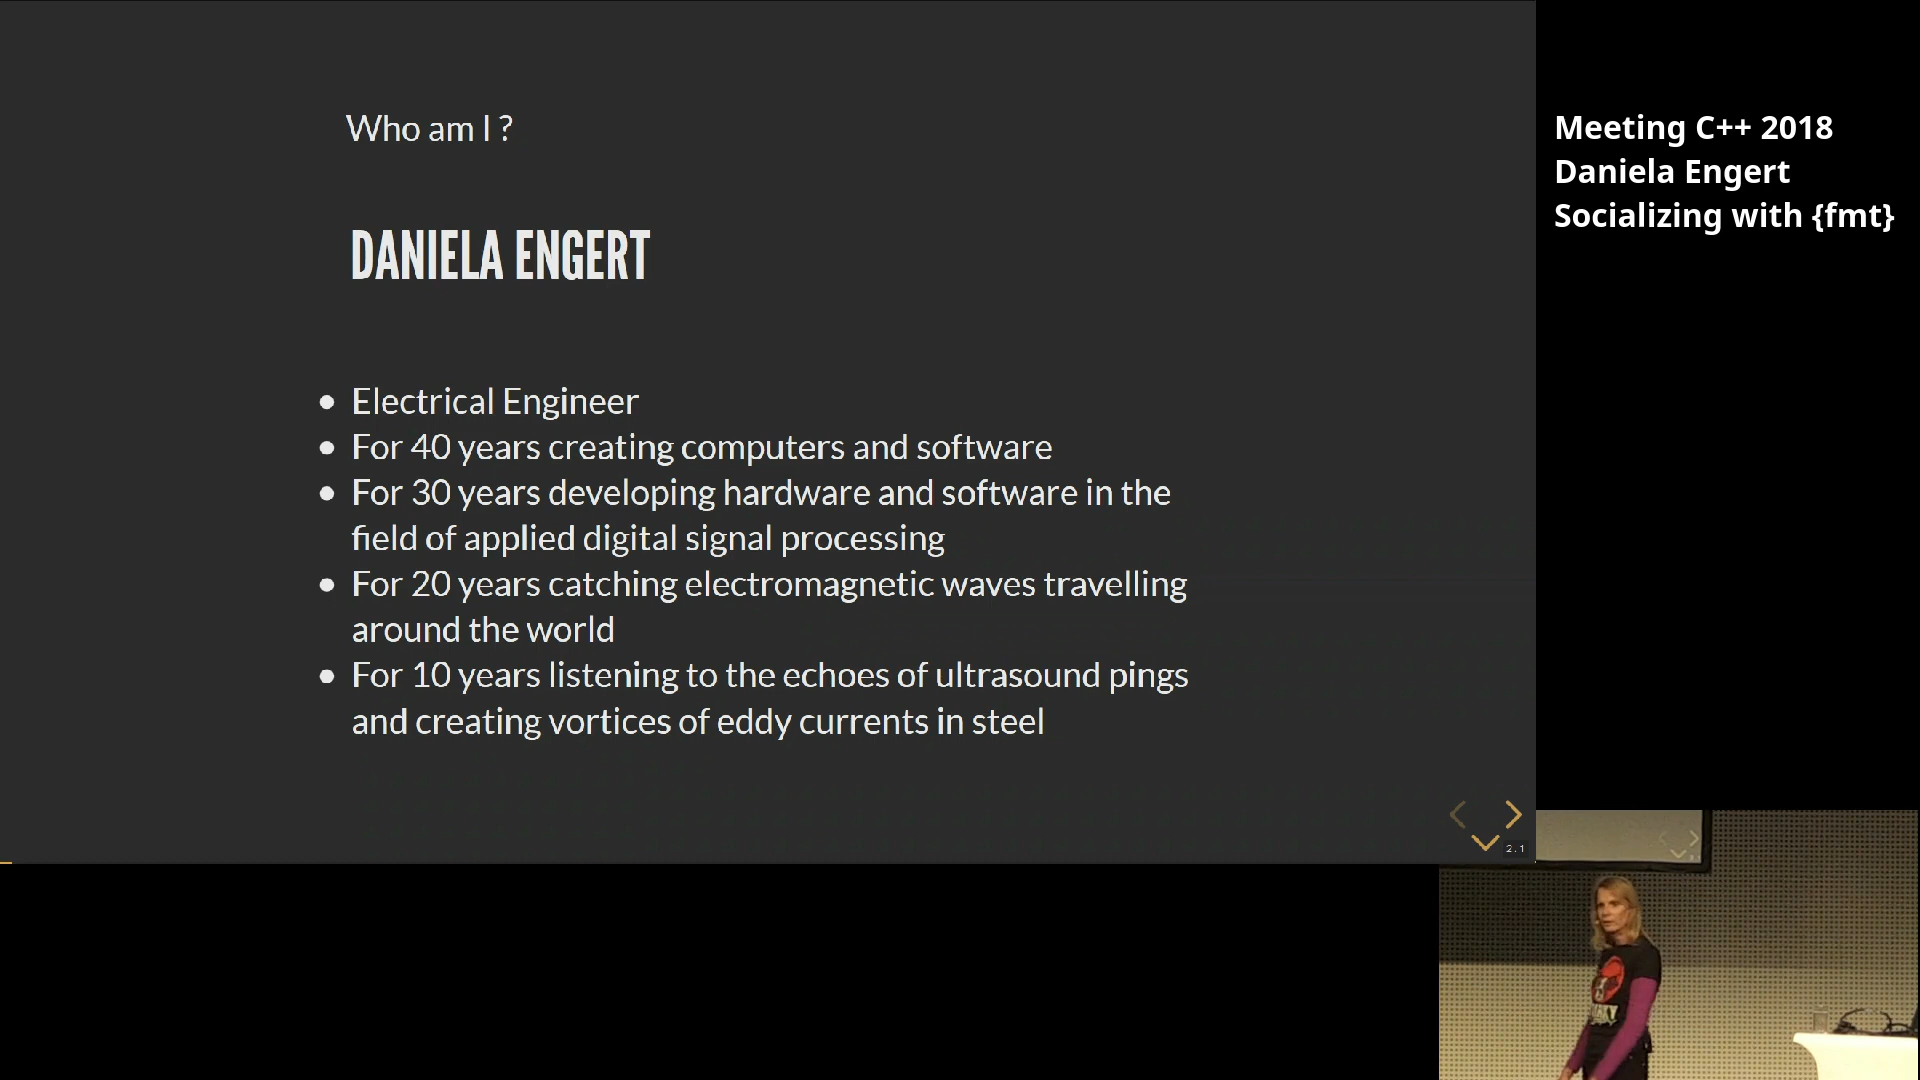 Who am I ?
DANIELA ENGERT
Electrical Engineer
For 40 years creating computers and software
For 30 years developing hardware and software in the
field of applied digital signal processing
For 20 years catching electromagnetic waves travelling
around the world
For 10 years listening to the echoes of ultrasound pings
and creating vortices of eddy currents in steel
2.1
Meeting C++ 2018
Daniela Engert
Socializing with {fmt}